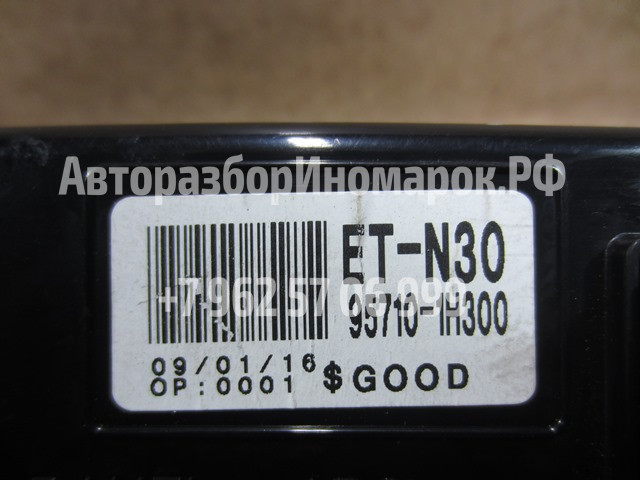 АвторазборИномарок.РФ
ET-N30
+7 962 57 06 099
95710-1H300
09/01/16
OP:0001 $GOOD